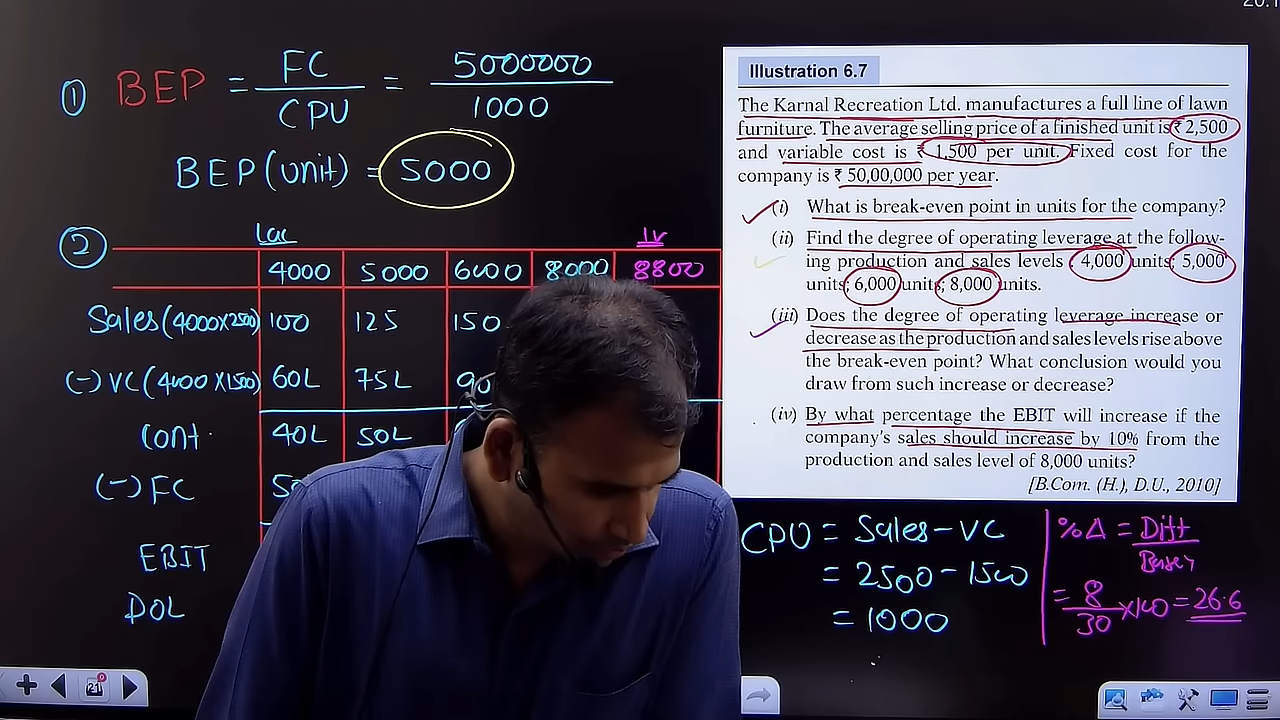 ① BEP = FC / CPU = 5000000 / 1000
BEP (unit) = 5000
②
Lac
iv
4000 5000 6000 8000 8800
Sales (4000x2500) 100 125 150
(-) VC (4000 x1500) 60L 75L 90
Cont. 40L 50L
(-) FC
EBIT
DOL
Illustration 6.7
The Karnal Recreation Ltd. manufactures a full line of lawn
furniture. The average selling price of a finished unit is ₹ 2,500
and variable cost is ₹ 1,500 per unit. Fixed cost for the
company is ₹ 50,00,000 per year.
(i) What is break-even point in units for the company?
(ii) Find the degree of operating leverage at the follow-
ing production and sales levels 4,000 units; 5,000
units; 6,000 units; 8,000 units.
(iii) Does the degree of operating leverage increase or
decrease as the production and sales levels rise above
the break-even point? What conclusion would you
draw from such increase or decrease?
(iv) By what percentage the EBIT will increase if the
company's sales should increase by 10% from the
production and sales level of 8,000 units?
[B.Com. (H.), D.U., 2010]
CPU = Sales - VC
= 2500 - 1500
= 1000
%Δ = Diff / Base
= 8 / 30 x100 = 26.6
21